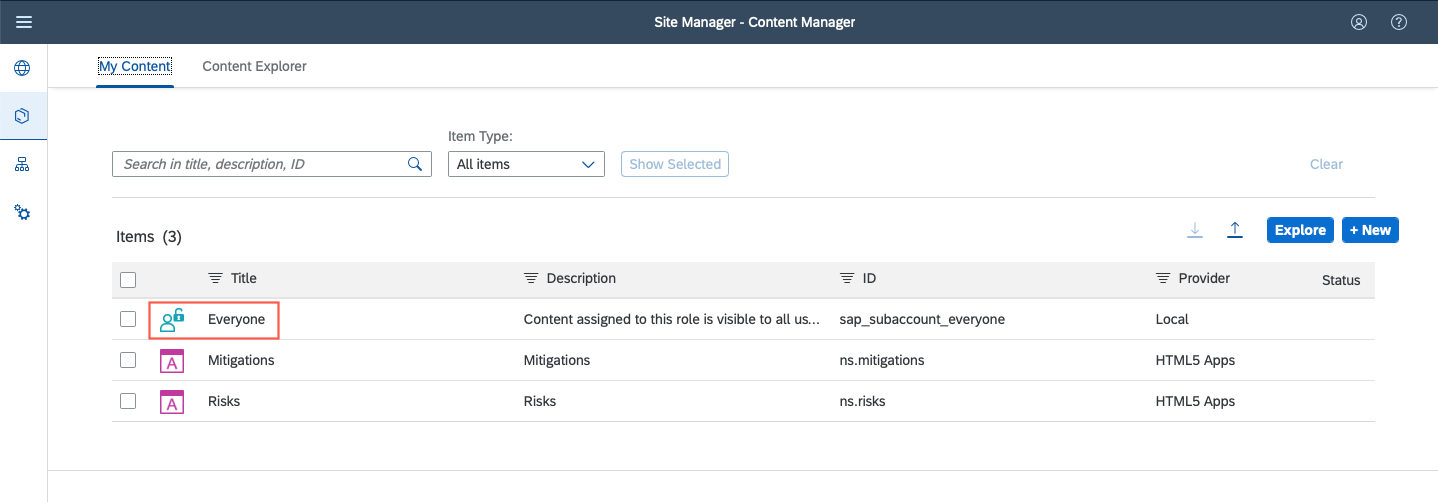 Site Manager - Content Manager
My Content Content Explorer
Item Type:
Search in title, description, ID All items Show Selected Clear
Items (3) Explore + New
Title Description ID Provider Status
Everyone Content assigned to this role is visible to all us... sap_subaccount_everyone Local
A Mitigations Mitigations ns.mitigations HTML5 Apps
A Risks Risks ns.risks HTML5 Apps